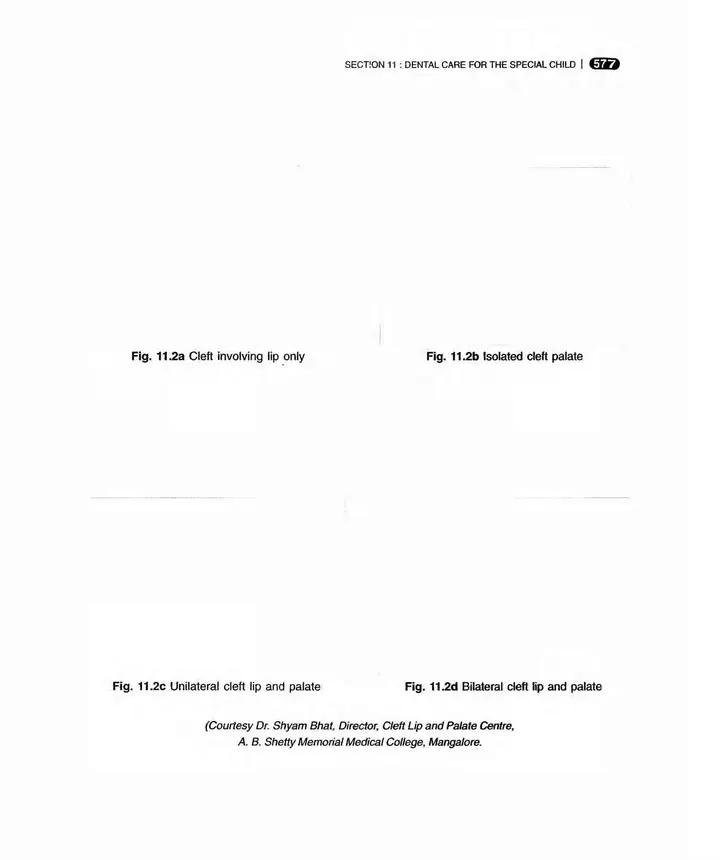 SECTION 11 : DENTAL CARE FOR THE SPECIAL CHILD | 577
Fig. 11.2a Cleft involving lip only
Fig. 11.2b Isolated cleft palate
Fig. 11.2c Unilateral cleft lip and palate
Fig. 11.2d Bilateral cleft lip and palate
(Courtesy Dr. Shyam Bhat, Director, Cleft Lip and Palate Centre,
A. B. Shetty Memorial Medical College, Mangalore.